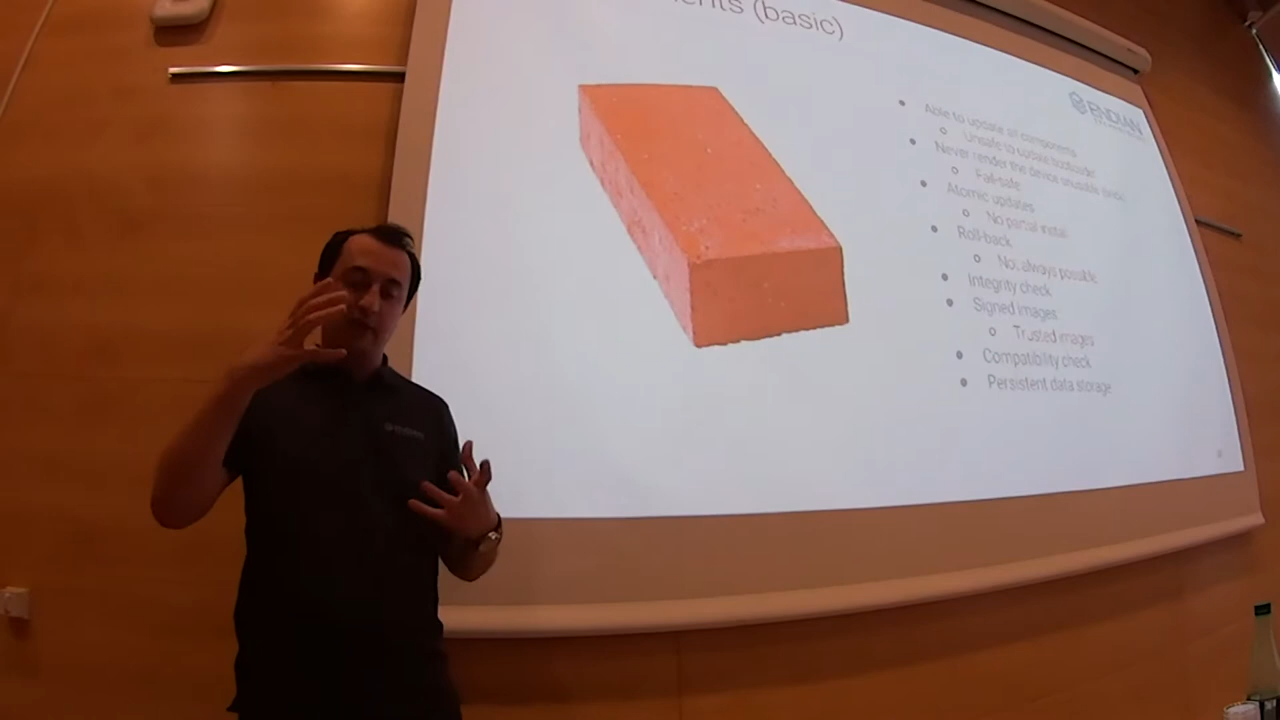 ents (basic)
ENDIAN
Able to update all components
Unsafe to update bootloader
Never render the device unusable (brick)
Fail-safe
Atomic updates
No partial install
Roll-back
Not always possible
Integrity check
Signed images
Trusted images
Compatibility check
Persistent data storage